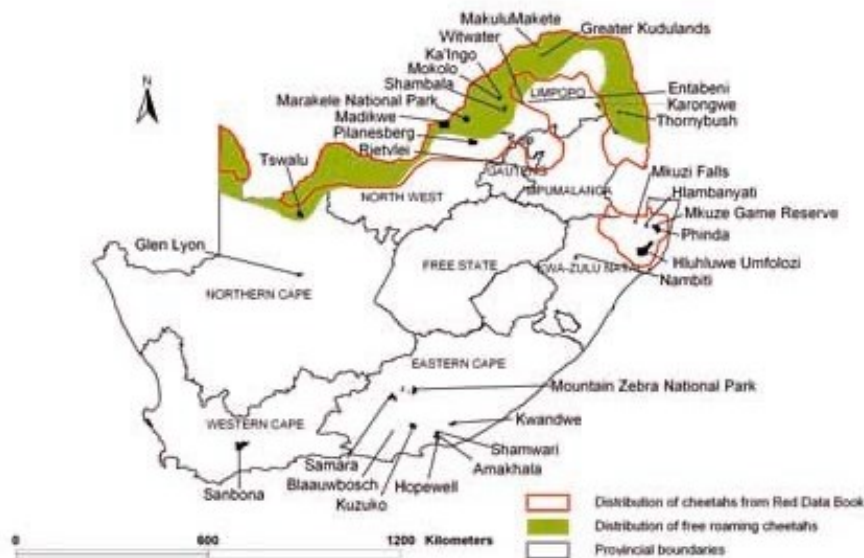 MakuluMakete
Greater Kudulands
Witwater
Ka'Ingo
Mokolo
Shambala
Marakele National Park
Madikwe
Pilanesberg
Rietvlei
Entabeni
Karongwe
Thornybush
LIMPOPO
N
Tswalu
GAUTENG
MPUMALANGA
NORTH WEST
Mkuzi Falls
Hlambanyati
Mkuze Game Reserve
Phinda
Hluhluwe Umfolozi
Nambiti
Glen Lyon
FREE STATE
KWA-ZULU NATAL
NORTHERN CAPE
EASTERN CAPE
Mountain Zebra National Park
WESTERN CAPE
Kwandwe
Shamwari
Amakhala
Hopewell
Samara
Blaauwbosch
Kuzuko
Sanbona
Distribution of cheetahs from Red Data Book
Distribution of free roaming cheetahs
Provincial boundaries
0 600 1200 Kilometers